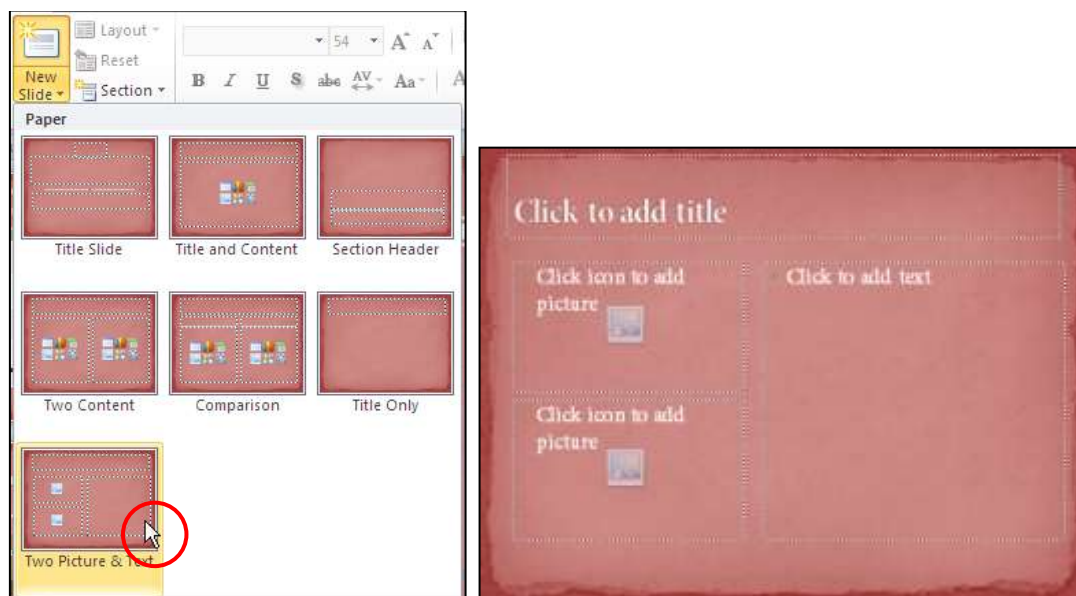 Layout
Reset
New
Slide
Section
54
A A
B I U S abc AV Aa A
Paper
Title Slide
Title and Content
Section Header
Two Content
Comparison
Title Only
Two Picture & Text
Click to add title
Click icon to add
picture
Click to add text
Click icon to add
picture